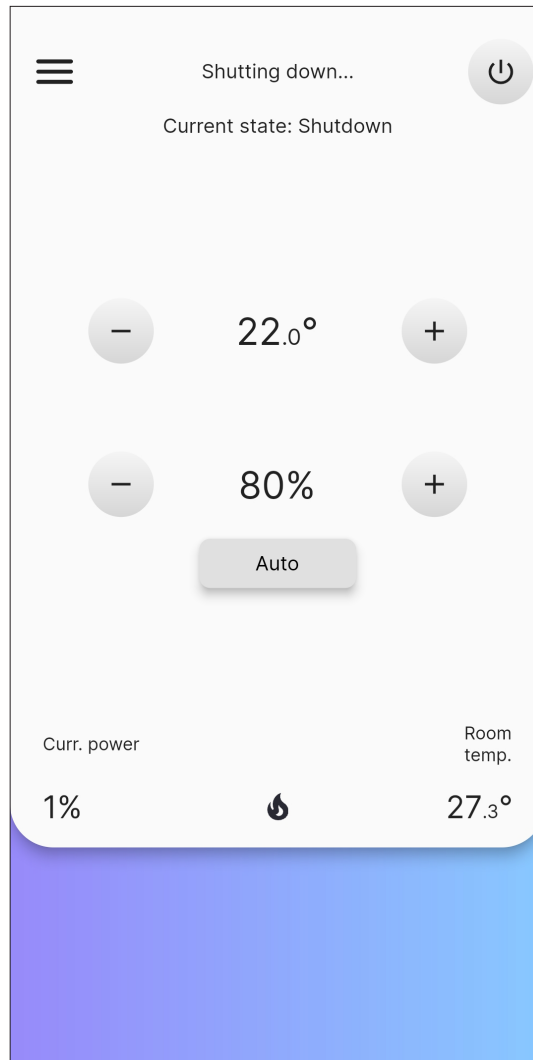 Shutting down...
Current state: Shutdown
22.0°
80%
Auto
Curr. power
Room
temp.
1%
27.3°